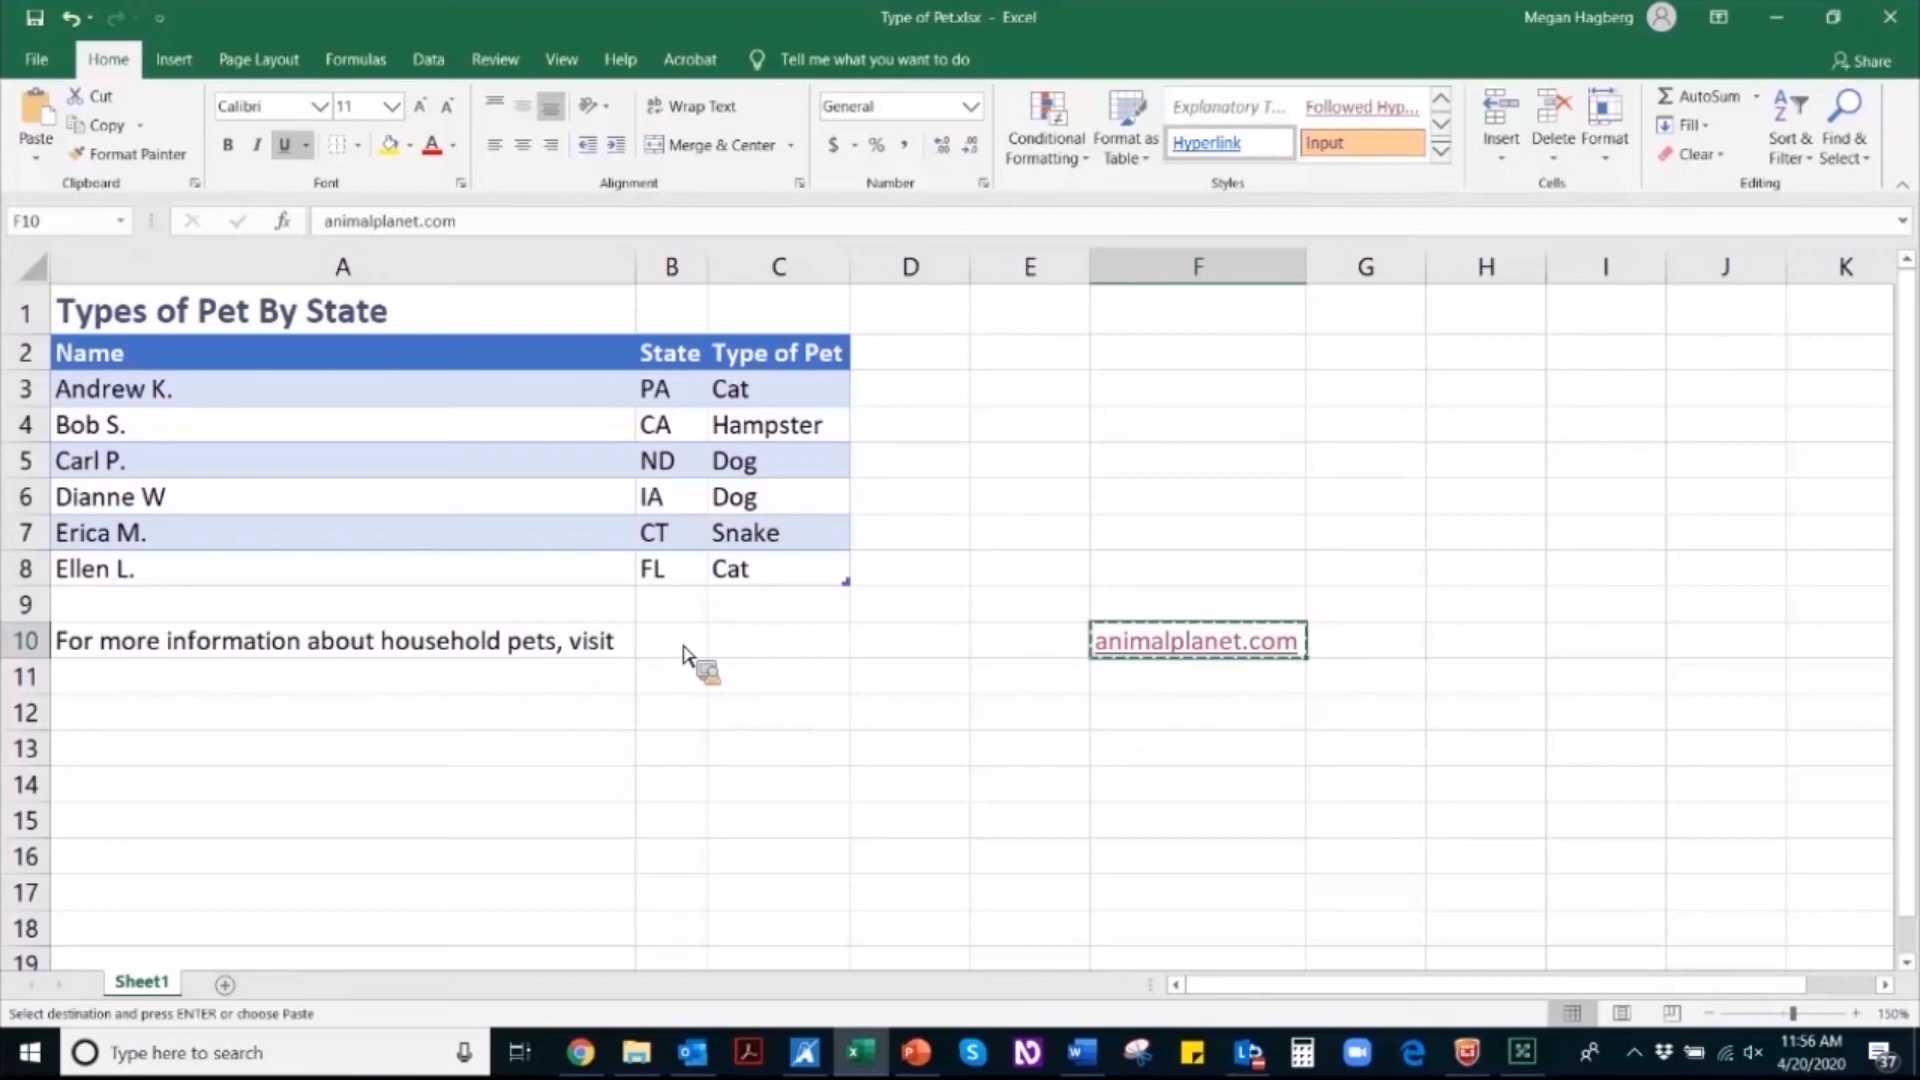 Type of Pet.xlsx - Excel
Megan Hagberg
File Home Insert Page Layout Formulas Data Review View Help Acrobat Tell me what you want to do Share
Paste
Cut
Copy
Format Painter
Clipboard
Calibri 11
B I U
Font
Wrap Text
Merge & Center
Alignment
General
$ % ,
Number
Conditional Formatting
Format as Table
Explanatory T... Followed Hyp...
Hyperlink Input
Styles
Insert Delete Format
Cells
AutoSum
Fill
Clear
Sort & Filter
Find & Select
Editing
F10 fx animalplanet.com
A B C D E F G H I J K
1 Types of Pet By State
2 Name State Type of Pet
3 Andrew K. PA Cat
4 Bob S. CA Hampster
5 Carl P. ND Dog
6 Dianne W IA Dog
7 Erica M. CT Snake
8 Ellen L. FL Cat
9
10 For more information about household pets, visit animalplanet.com
11
12
13
14
15
16
17
18
19
Sheet1
Select destination and press ENTER or choose Paste
150%
Type here to search
11:56 AM
4/20/2020
37